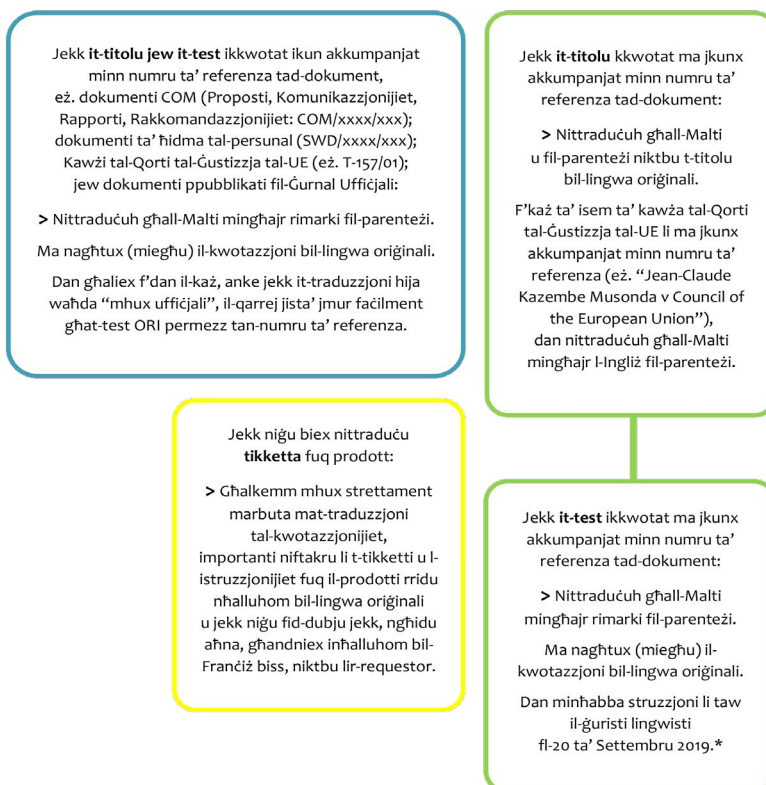 Jekk it-titolu jew it-test ikkwotat ikun akkumpanjat
minn numru ta’ referenza tad-dokument,
eż. dokumenti COM (Proposti, Komunikazzjonijiet,
Rapporti, Rakkomandazzjonijiet: COM/xxxx/xxx);
dokumenti ta’ ħidma tal-persunal (SWD/xxxx/xxx);
Kawżi tal-Qorti tal-Ġustizzja tal-UE (eż. T-157/01);
jew dokumenti ppubblikati fil-Ġurnal Uffiċjali:
> Nittraduċuh għall-Malti mingħajr rimarki fil-parenteżi.
Ma nagħtux (miegħu) il-kwotazzjoni bil-lingwa oriġinali.
Dan għaliex f’dan il-każ, anke jekk it-traduzzjoni hija
waħda “mhux uffiċjali”, il-qarrej jista’ jmur faċilment
għat-test ORI permezz tan-numru ta’ referenza.
Jekk it-titolu kkwotat ma jkunx
akkumpanjat minn numru ta’
referenza tad-dokument:
> Nittraduċuh għall-Malti
u fil-parenteżi niktbu t-titolu
bil-lingwa oriġinali.
F’każ ta’ isem ta’ kawża tal-Qorti
tal-Ġustizzja tal-UE li ma jkunx
akkumpanjat minn numru ta’
referenza (eż. “Jean-Claude
Kazembe Musonda v Council of
the European Union”),
dan nittraduċuh għall-Malti
mingħajr l-Ingliż fil-parenteżi.
Jekk niġu biex nittraduċu
tikketta fuq prodott:
> Għalkemm mhux strettament
marbuta mat-traduzzjoni
tal-kwotazzjonijiet,
importanti niftakru li t-tikketti u l-
istruzzjonijiet fuq il-prodotti rridu
nħalluhom bil-lingwa oriġinali
u jekk niġu fid-dubju jekk, ngħidu
aħna, għandniex inħalluhom bil-
Franċiż biss, niktbu lir-requestor.
Jekk it-test ikkwotat ma jkunx
akkumpanjat minn numru ta’
referenza tad-dokument:
> Nittraduċuh għall-Malti
mingħajr rimarki fil-parenteżi.
Ma nagħtux (miegħu) il-
kwotazzjoni bil-lingwa oriġinali.
Dan minħabba struzzjoni li taw
il-ġuristi lingwisti
fl-20 ta’ Settembru 2019.*